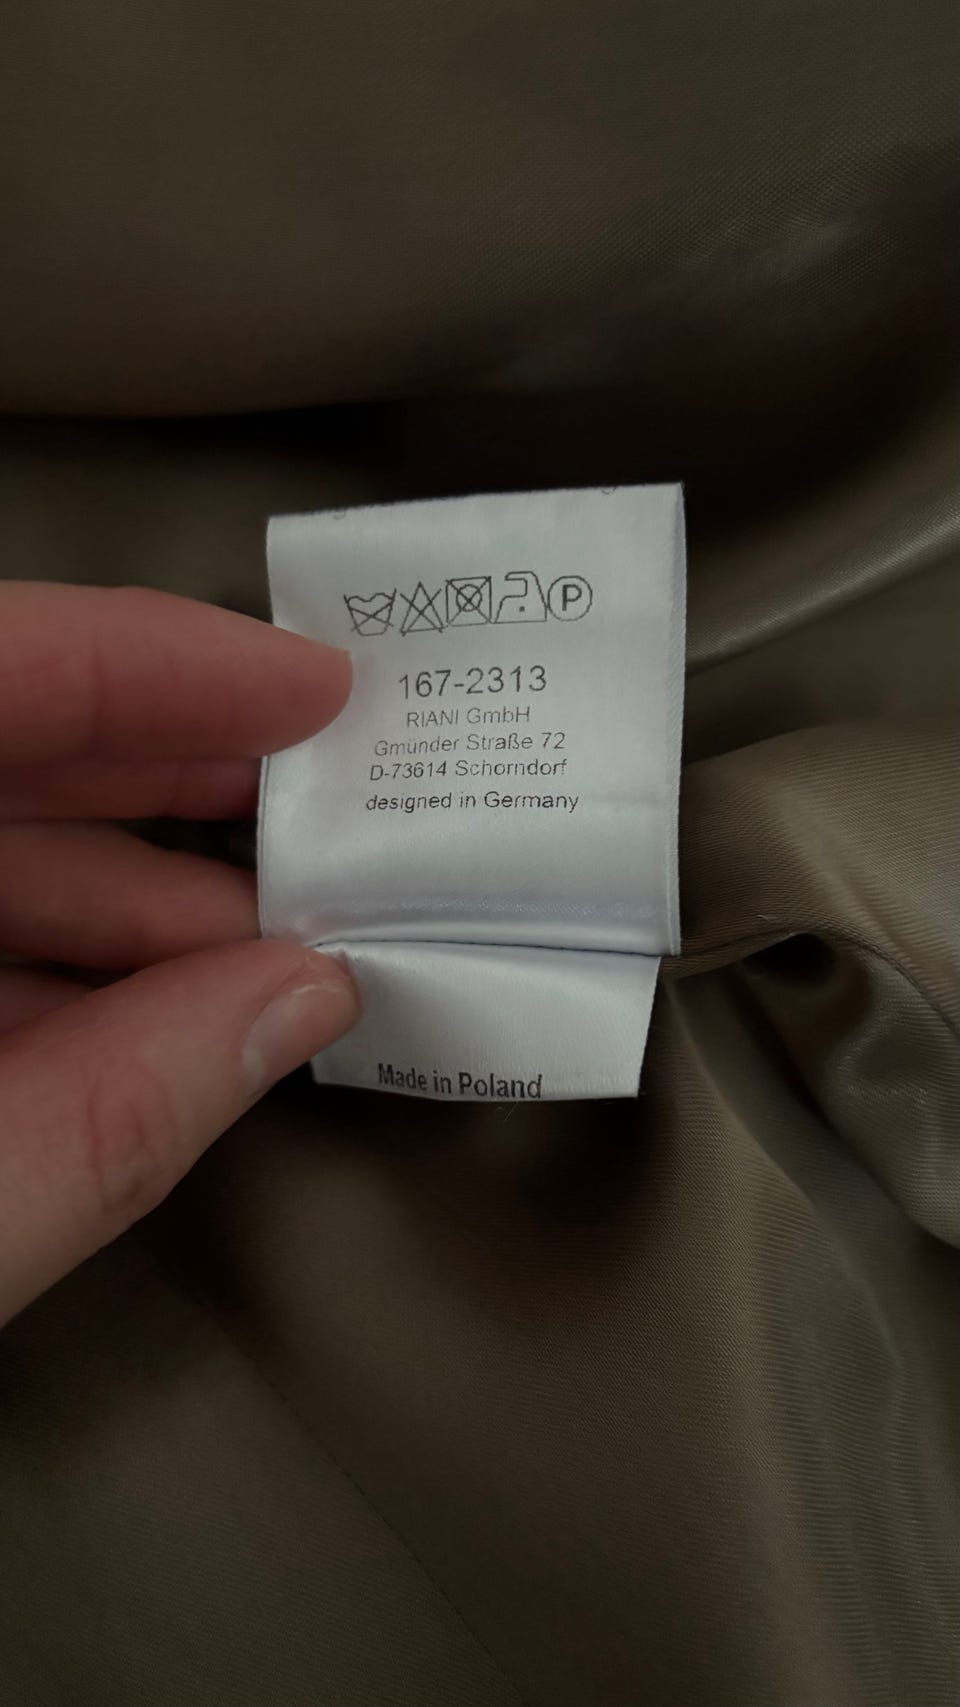 P
167-2313
RIANI GmbH
Gmünder Straße 72
D-73614 Schorndorf
designed in Germany
Made in Poland